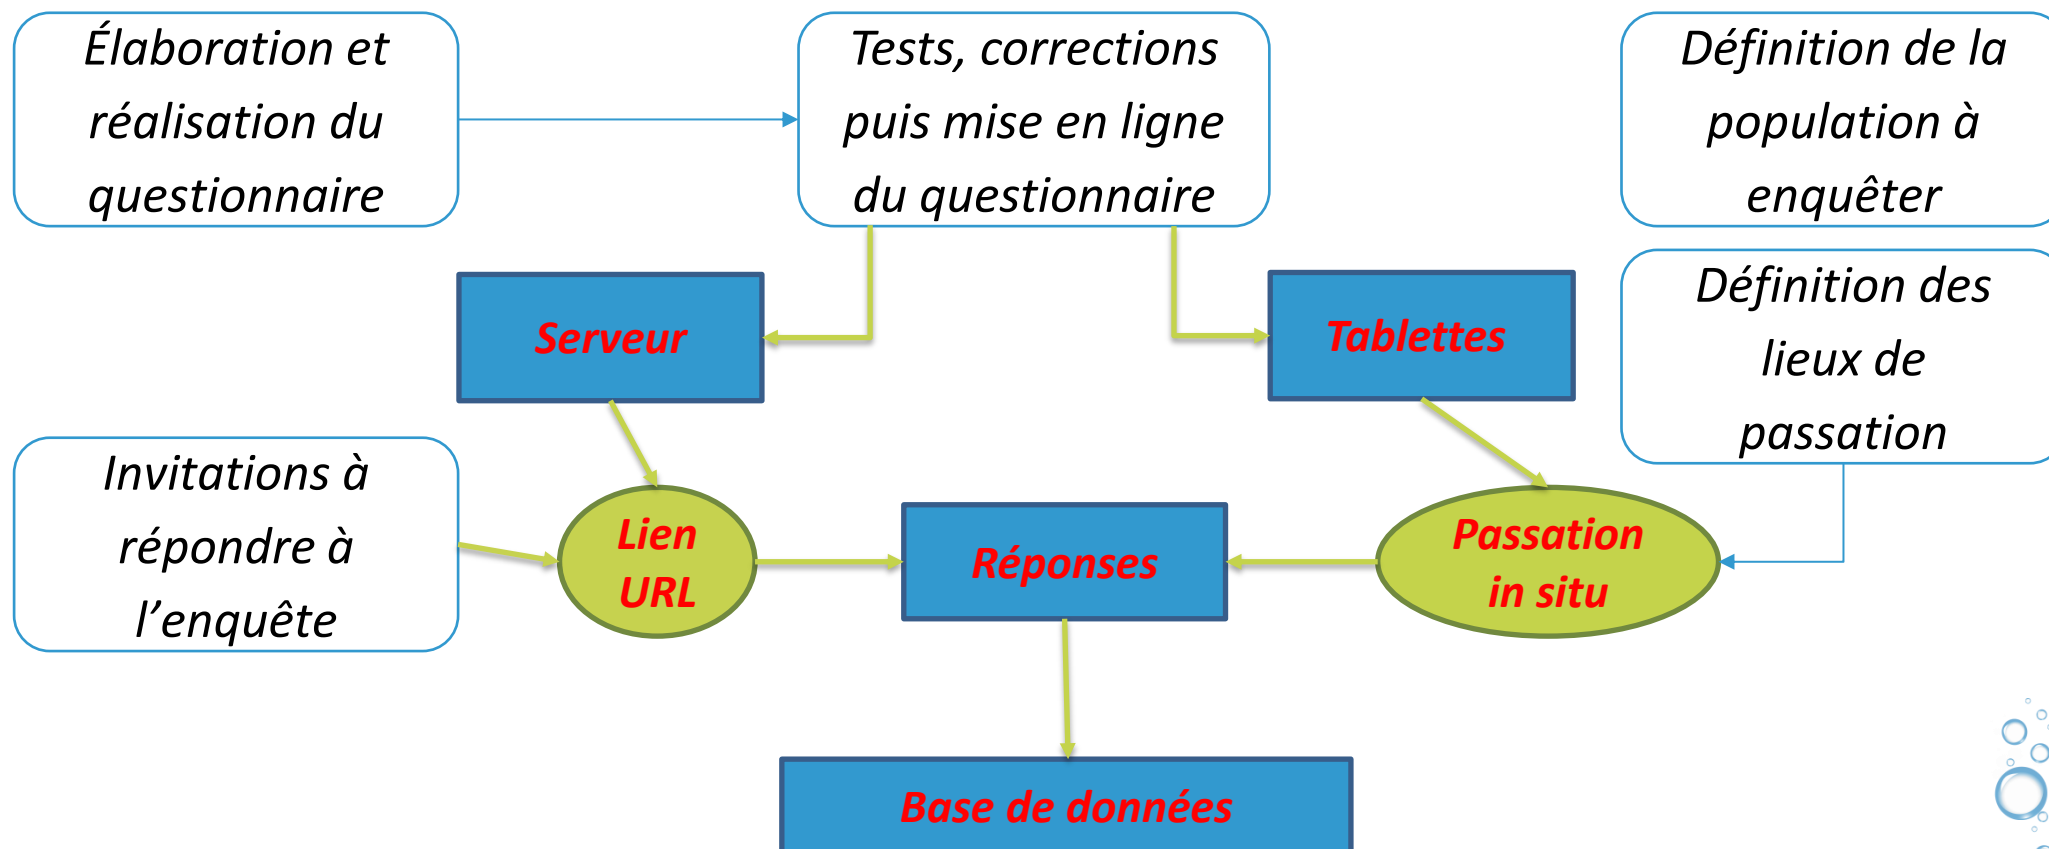 Élaboration et
réalisation du
questionnaire
Tests, corrections
puis mise en ligne
du questionnaire
Définition de la
population à
enquêter
Définition des
lieux de
passation
Serveur
Tablettes
Invitations à
répondre à
l’enquête
Lien
URL
Réponses
Passation
in situ
Base de données